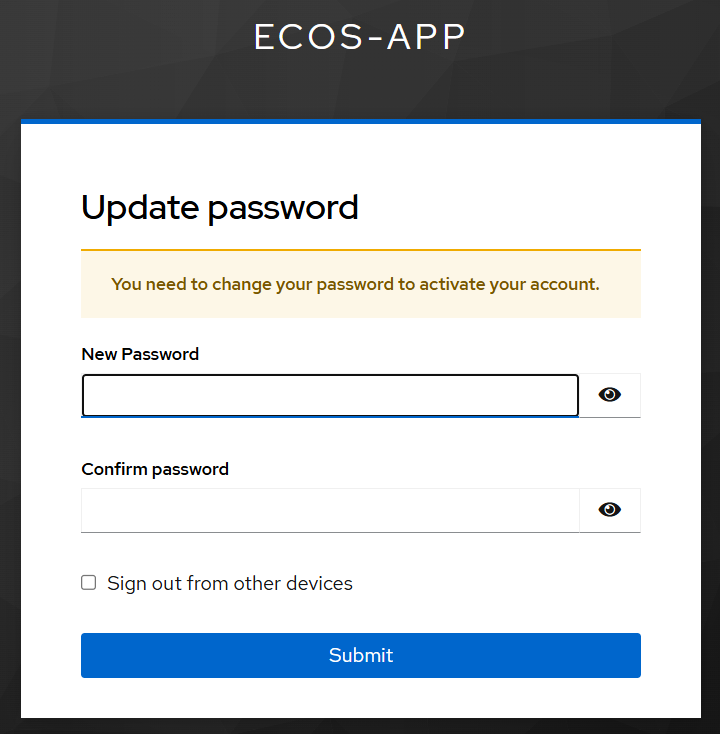 ECOS-APP
Update password
You need to change your password to activate your account.
New Password
Confirm password
Sign out from other devices
Submit